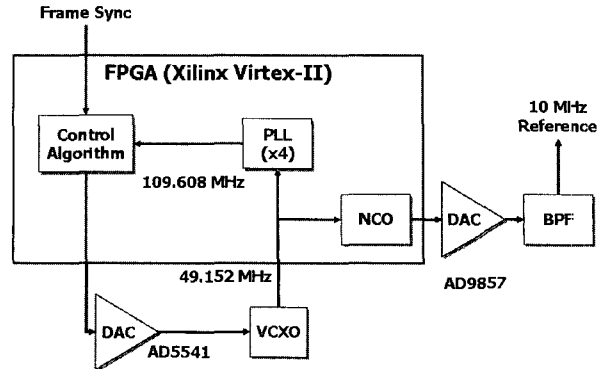 Frame Sync
FPGA (Xilinx Virtex-II)
10 MHz
Reference
Control
Algorithm
PLL
(x4)
109.608 MHz
NCO
DAC
BPF
49.152 MHz
AD9857
DAC
VCXO
AD5541